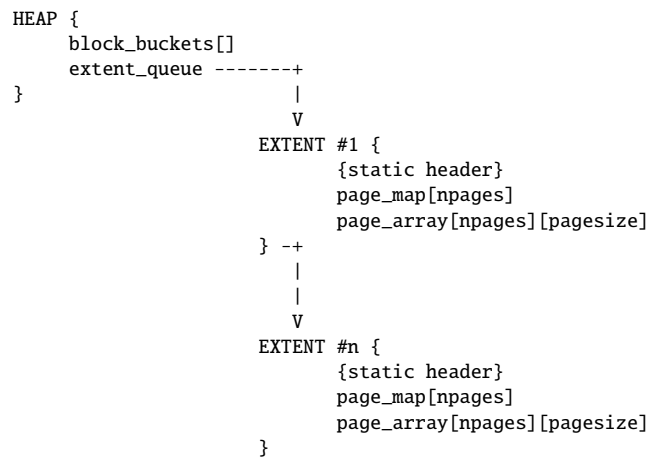 HEAP {
     block_buckets[]
     extent_queue -------+
}                        |
                         V
                      EXTENT #1 {
                             {static header}
                             page_map[npages]
                             page_array[npages][pagesize]
                      } -+
                         |
                         |
                         V
                      EXTENT #n {
                             {static header}
                             page_map[npages]
                             page_array[npages][pagesize]
                      }